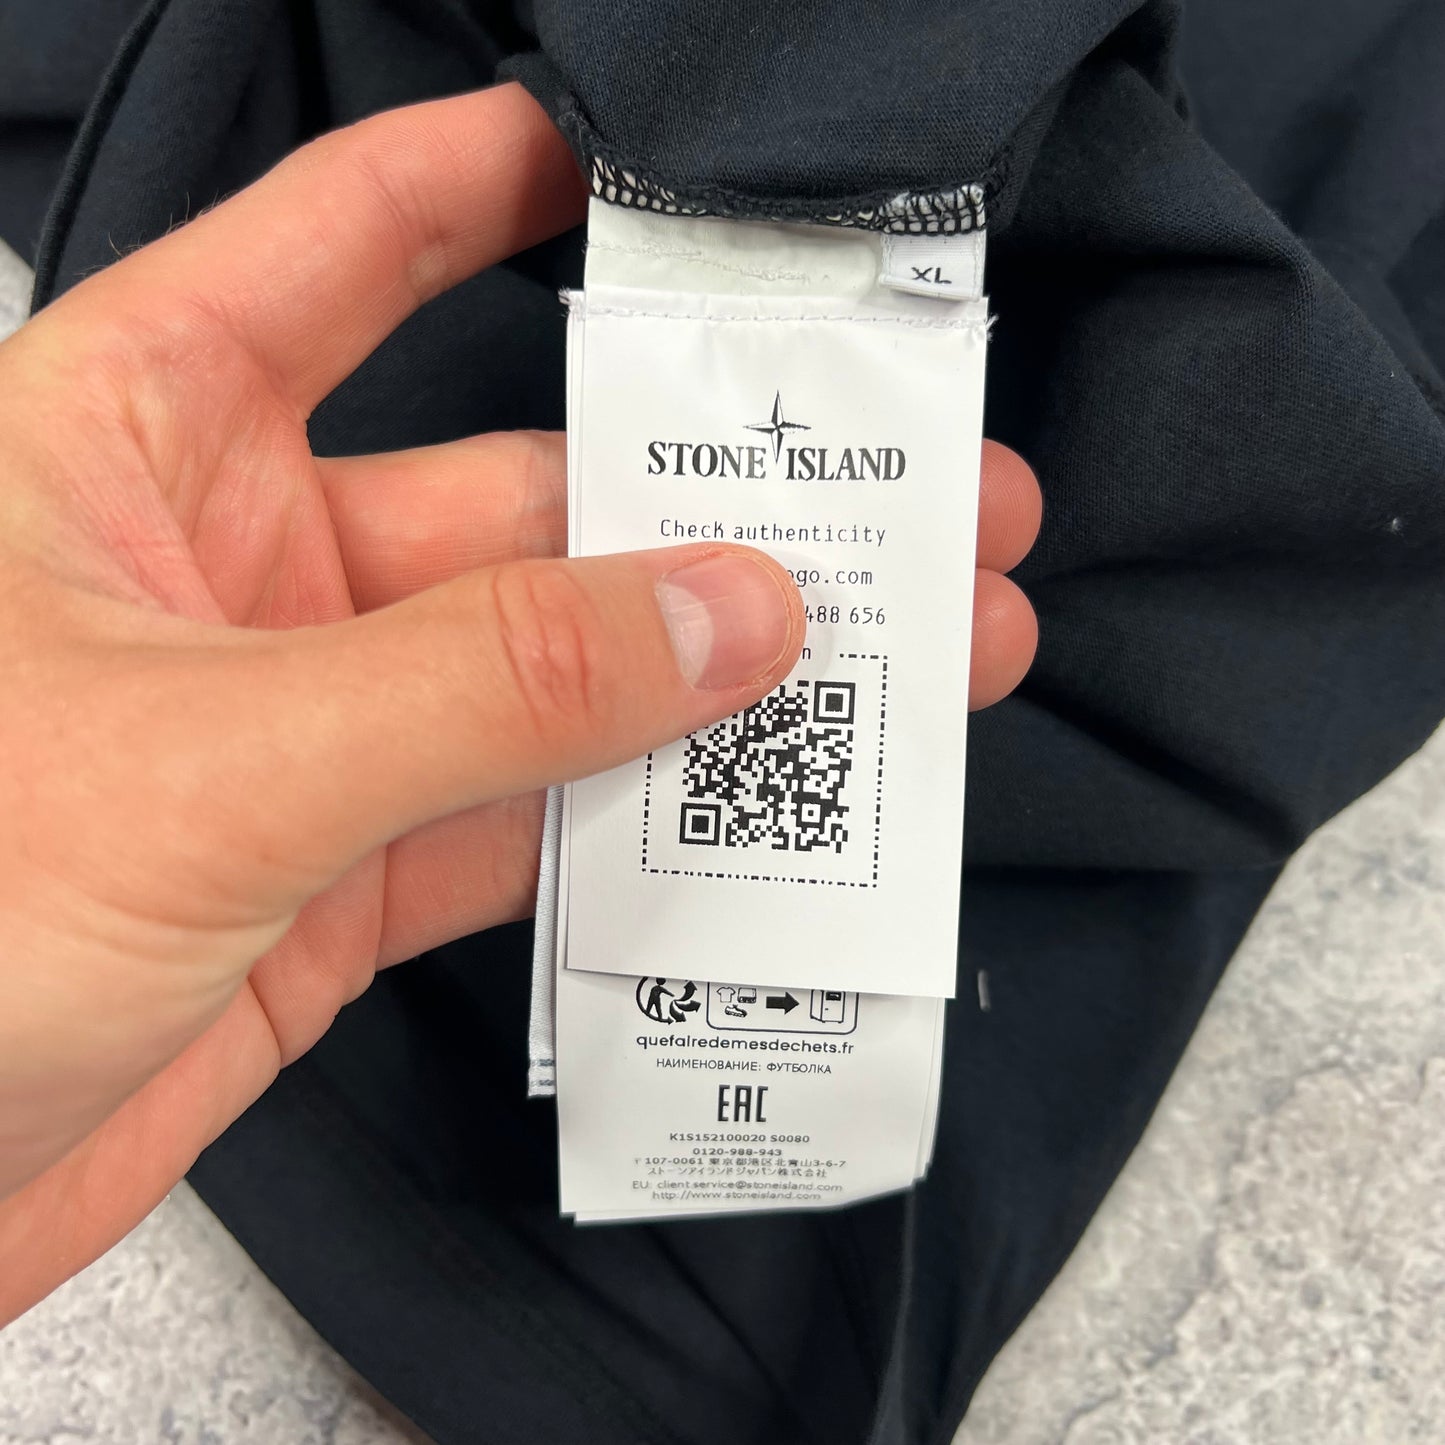 XL
STONE ISLAND
Check authenticity
ogo.com
488 656
n
quefairedemesdechets.fr
НАИМЕНОВАНИЕ: ФУТБОЛКА
EAC
K1S152100020 S0080
0120-988-943
〒107-0061 東京都港区北青山3-6-7
ストーンアイランドジャパン株式会社
EU: client.service@stoneisland.com
http://www.stoneisland.com